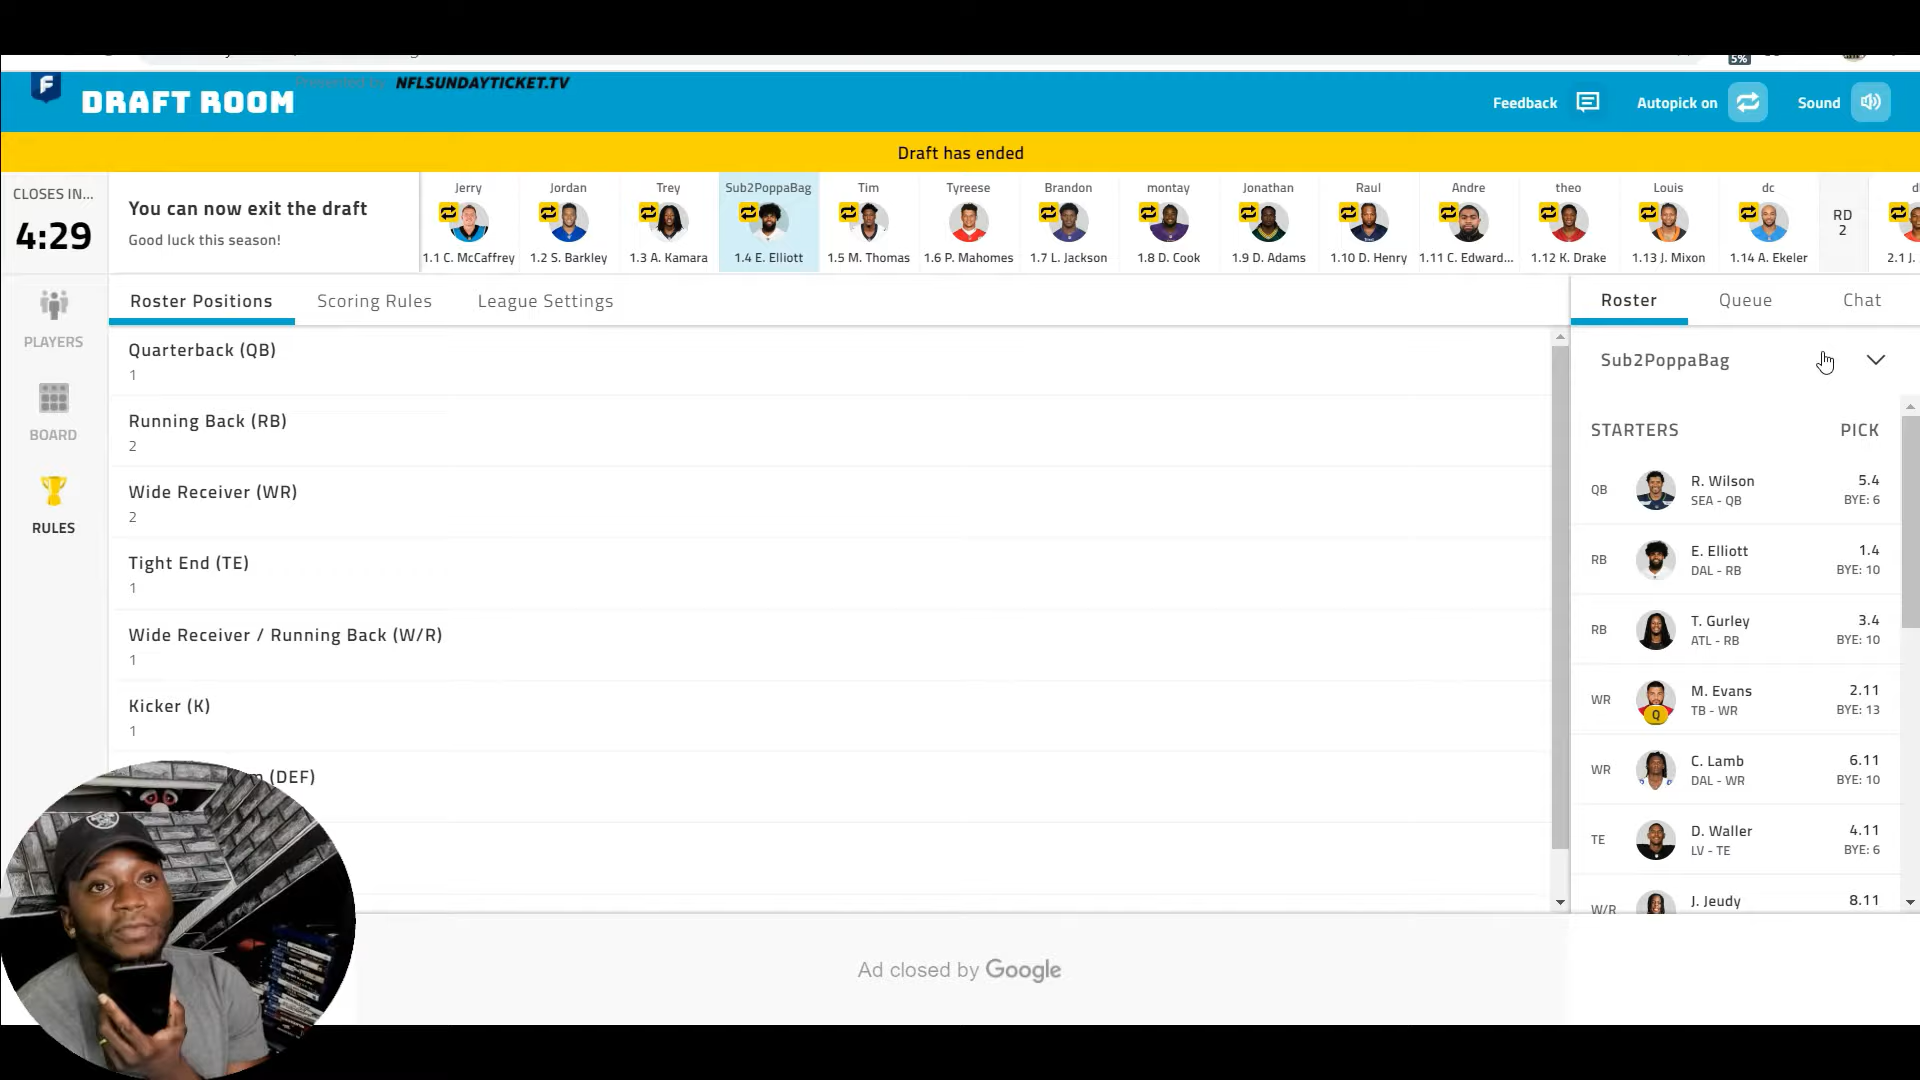 5%
F
NFLSUNDAYTICKET.TV
DRAFT ROOM
Feedback
Autopick on
Sound
Draft has ended
CLOSES IN...
4:29
You can now exit the draft
Good luck this season!
Jerry
1.1 C. McCaffrey
Jordan
1.2 S. Barkley
Trey
1.3 A. Kamara
Sub2PoppaBag
1.4 E. Elliott
Tim
1.5 M. Thomas
Tyreese
1.6 P. Mahomes
Brandon
1.7 L. Jackson
montay
1.8 D. Cook
Jonathan
1.9 D. Adams
Raul
1.10 D. Henry
Andre
1.11 C. Edward...
theo
1.12 K. Drake
Louis
1.13 J. Mixon
dc
1.14 A. Ekeler
RD
2
2.1 J.
PLAYERS
BOARD
RULES
Roster Positions
Scoring Rules
League Settings
Quarterback (QB)
1
Running Back (RB)
2
Wide Receiver (WR)
2
Tight End (TE)
1
Wide Receiver / Running Back (W/R)
1
Kicker (K)
1
(DEF)
Roster
Queue
Chat
Sub2PoppaBag
STARTERS
PICK
QB
R. Wilson
5.4
SEA - QB
BYE: 6
RB
E. Elliott
1.4
DAL - RB
BYE: 10
RB
T. Gurley
3.4
ATL - RB
BYE: 10
WR
M. Evans
2.11
Q
TB - WR
BYE: 13
WR
C. Lamb
6.11
DAL - WR
BYE: 10
TE
D. Waller
4.11
LV - TE
BYE: 6
W/R
J. Jeudy
8.11
Ad closed by Google